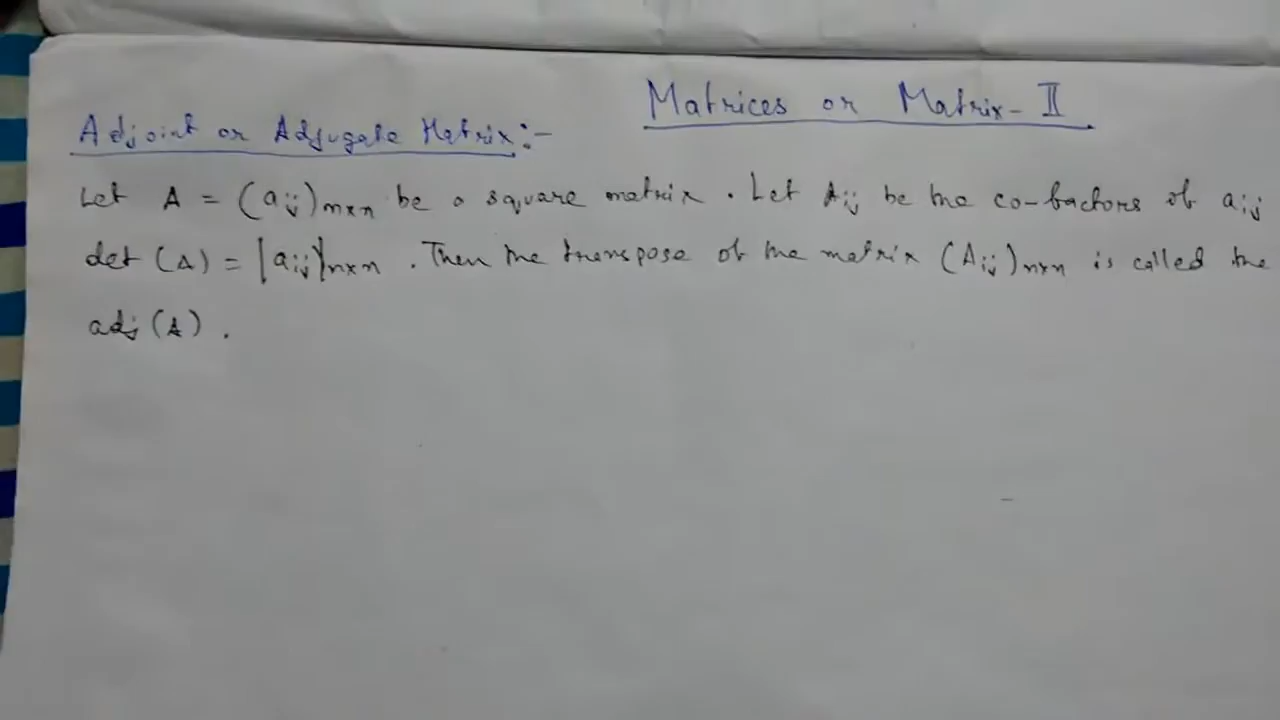 Matrices or Matrix-II
Adjoint or Adjugate Matrix:-
Let A = (aij)n×n be a square matrix. Let Aij be the co-factors of aij
det (A) = |aij|n×n. Then the transpose of the matrix (Aij)n×n is called the
adj(A).